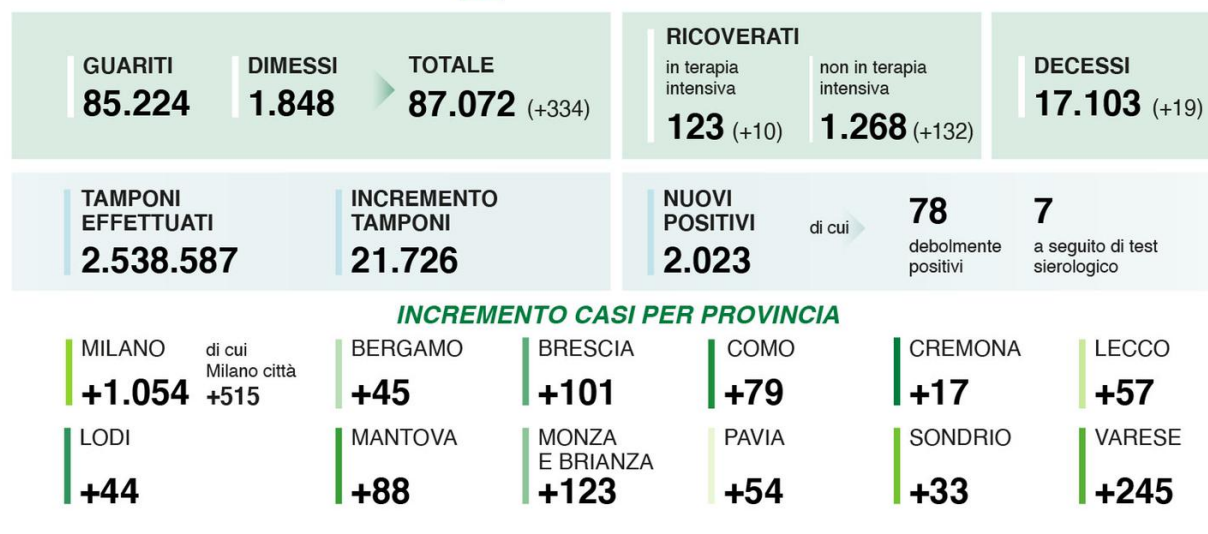 GUARITI
85.224
DIMESSI
1.848
TOTALE
87.072 (+334)
RICOVERATI
in terapia
intensiva
123 (+10)
non in terapia
intensiva
1.268 (+132)
DECESSI
17.103 (+19)
TAMPONI
EFFETTUATI
2.538.587
INCREMENTO
TAMPONI
21.726
NUOVI
POSITIVI
2.023
di cui
78
debolmente
positivi
7
a seguito di test
sierologico
INCREMENTO CASI PER PROVINCIA
MILANO
+1.054
di cui
Milano città
+515
BERGAMO
+45
BRESCIA
+101
COMO
+79
CREMONA
+17
LECCO
+57
LODI
+44
MANTOVA
+88
MONZA
E BRIANZA
+123
PAVIA
+54
SONDRIO
+33
VARESE
+245